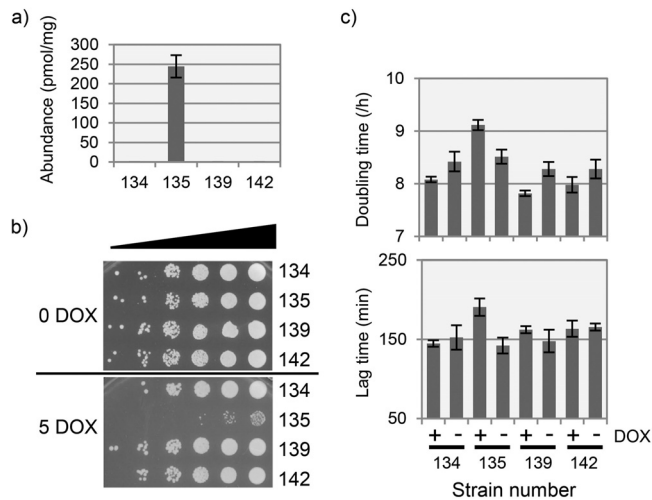 a)
Abundance (pmol/mg)
300
250
200
150
100
50
0
134 135 139 142
b)
0 DOX
134
135
139
142
5 DOX
134
135
139
142
c)
Doubling time (/h)
10
9
8
7
Lag time (min)
250
150
50
+ - + - + - + - DOX
134 135 139 142
Strain number